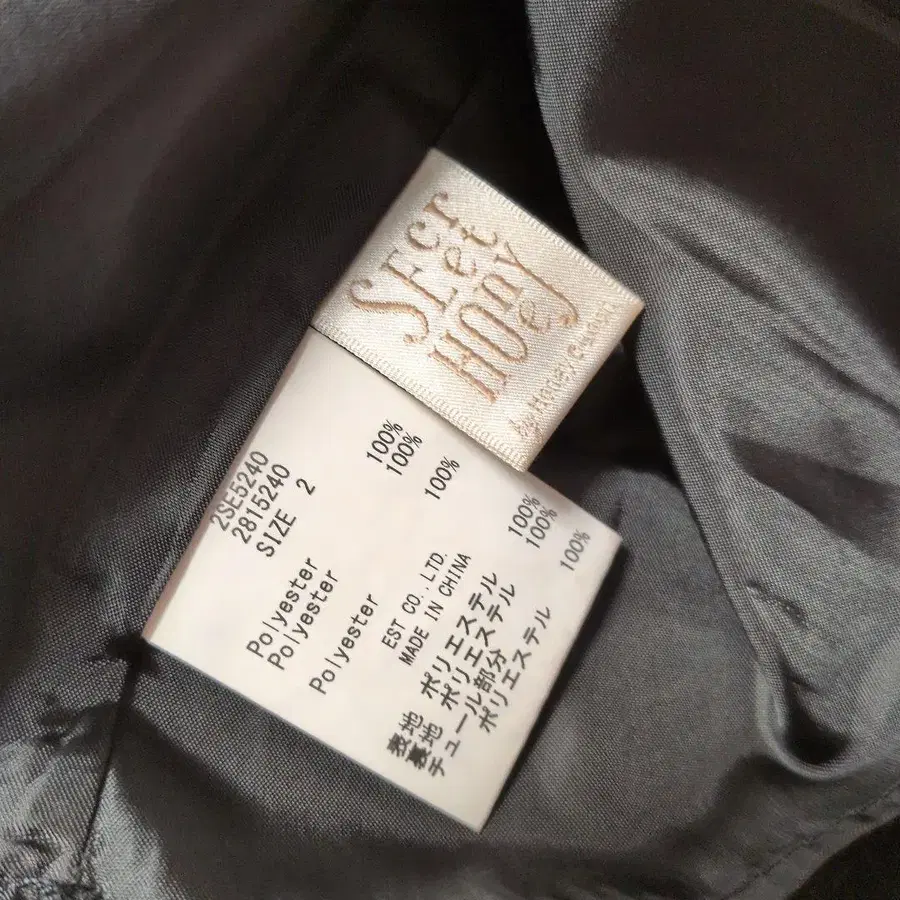 SEcrEt
HOney
by Honey Cinnamon
2SE5240
2815240
SIZE 2
Polyester 100%
Polyester 100%
Polyester 100%
EST CO., LTD.
MADE IN CHINA
表地 ポリエステル 100%
裏地 ポリエステル 100%
チュール部分
ポリエステル 100%